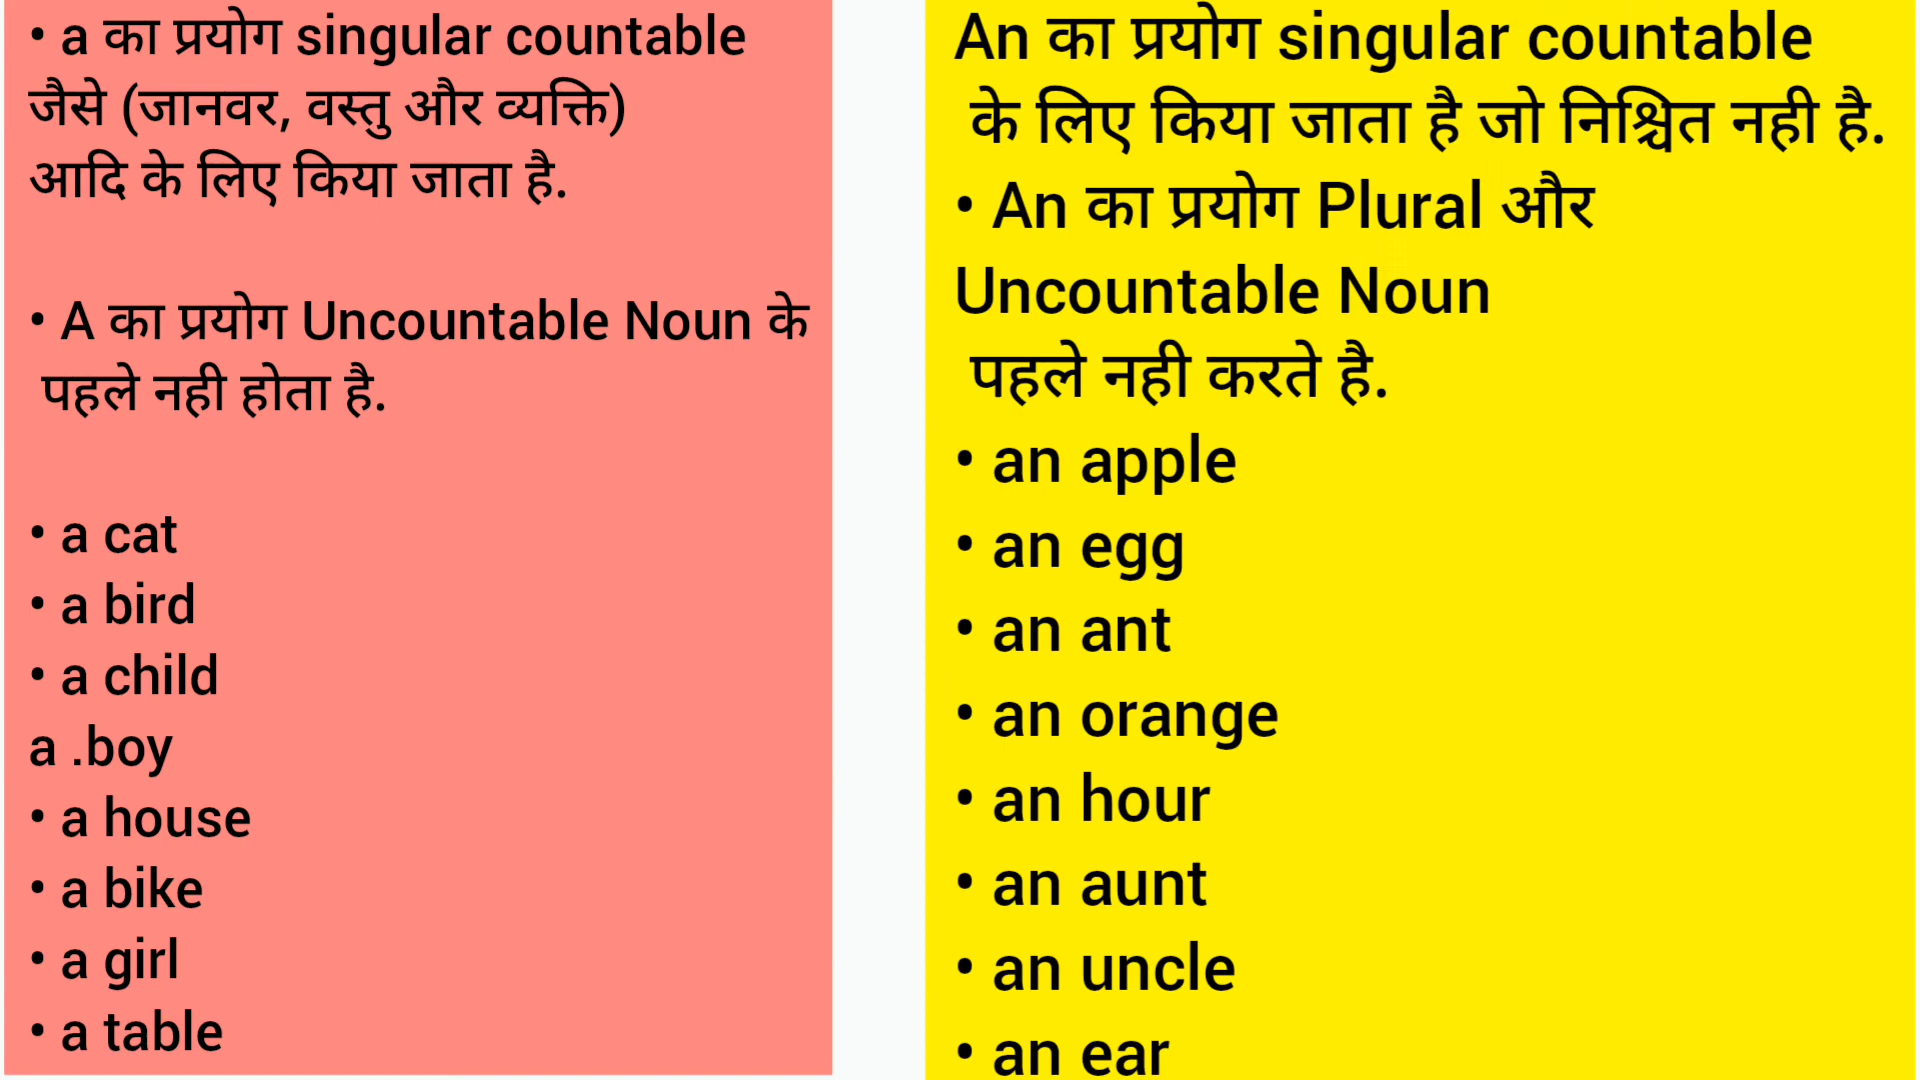 • a का प्रयोग singular countable
जैसे (जानवर, वस्तु और व्यक्ति)
आदि के लिए किया जाता है.
• A का प्रयोग Uncountable Noun के
पहले नही होता है.
• a cat
• a bird
• a child
a .boy
• a house
• a bike
• a girl
• a table
An का प्रयोग singular countable
के लिए किया जाता है जो निश्चित नही है.
• An का प्रयोग Plural और
Uncountable Noun
पहले नही करते है.
• an apple
• an egg
• an ant
• an orange
• an hour
• an aunt
• an uncle
• an ear